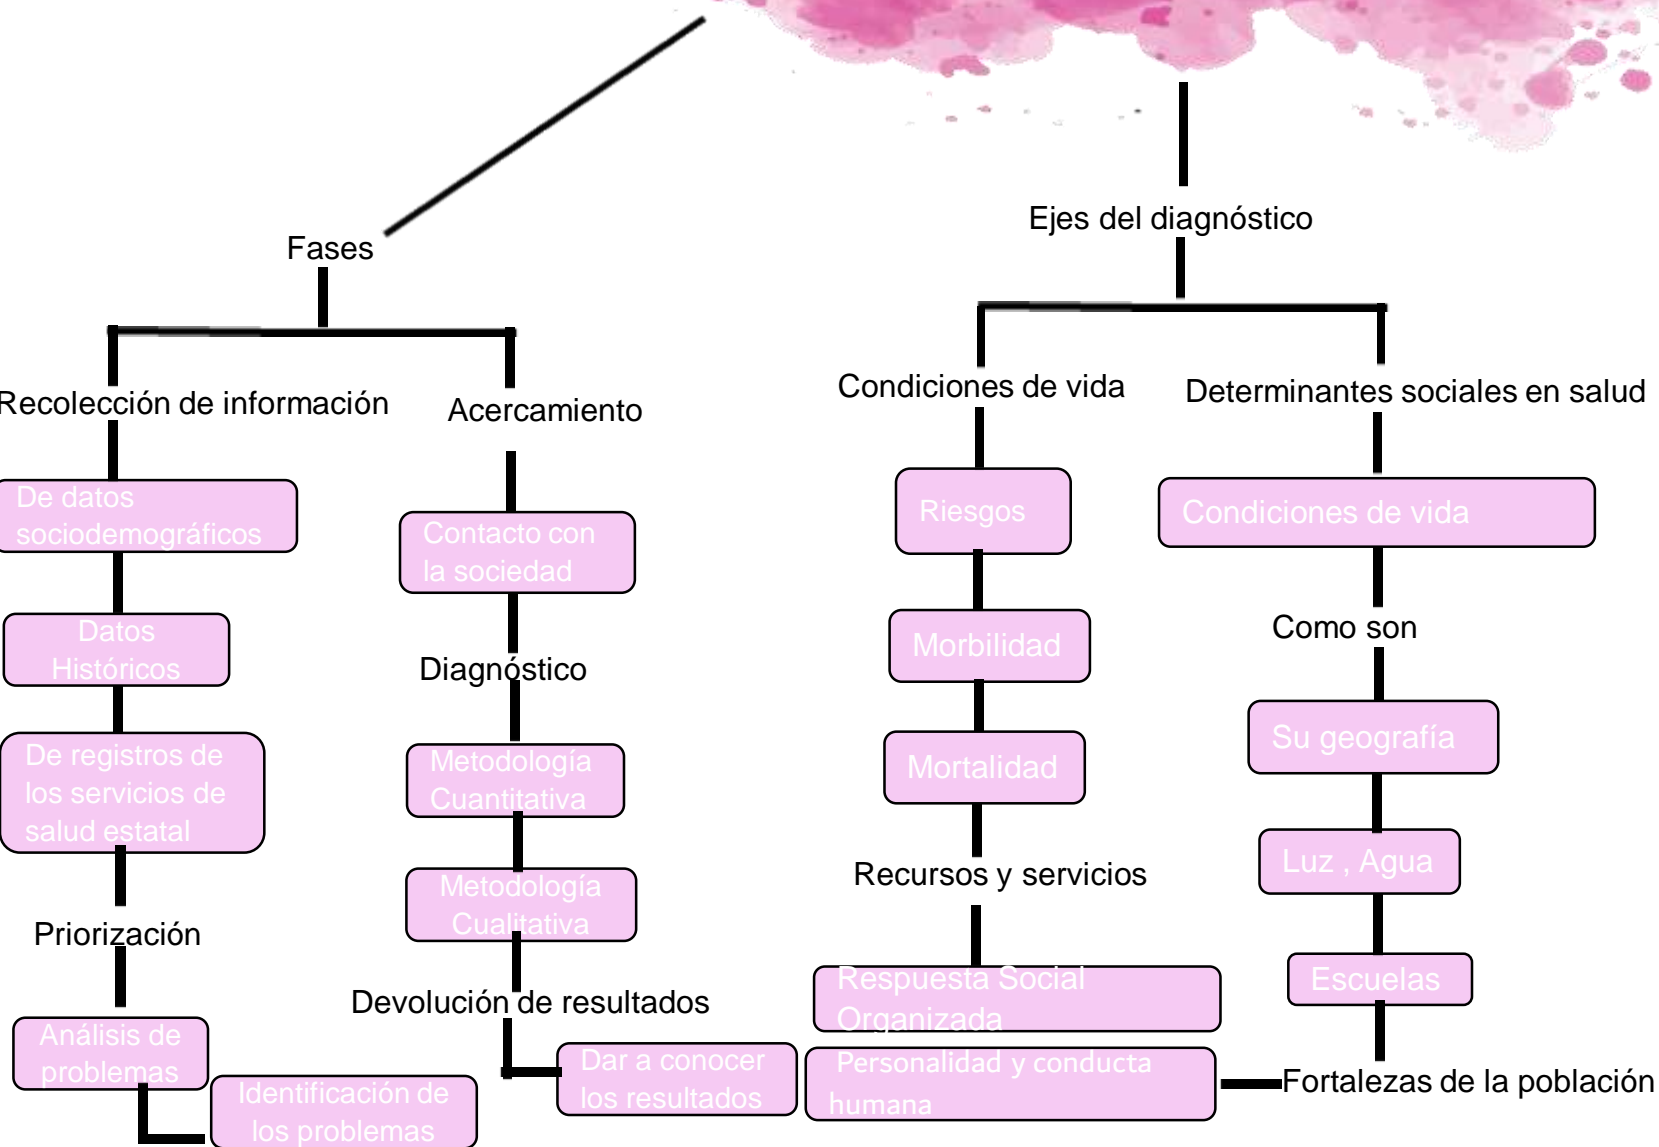 Fases
Recolección de información
De datos
sociodemográficos
Datos
Históricos
De registros de
los servicios de
salud estatal
Priorización
Análisis de
problemas
Identificación de
los problemas
Acercamiento
Contacto con
la sociedad
Diagnóstico
Metodología
Cuantitativa
Metodología
Cualitativa
Devolución de resultados
Dar a conocer
los resultados
Ejes del diagnóstico
Condiciones de vida
Riesgos
Morbilidad
Mortalidad
Recursos y servicios
Respuesta Social
Organizada
Determinantes sociales en salud
Condiciones de vida
Como son
Su geografía
Luz , Agua
Escuelas
Fortalezas de la población
Personalidad y conducta
humana